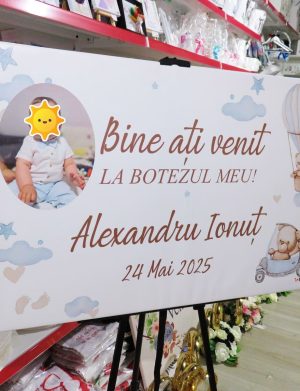 Bine ați venit
LA BOTEZUL MEU!
Alexandru Ionuț
24 Mai 2025